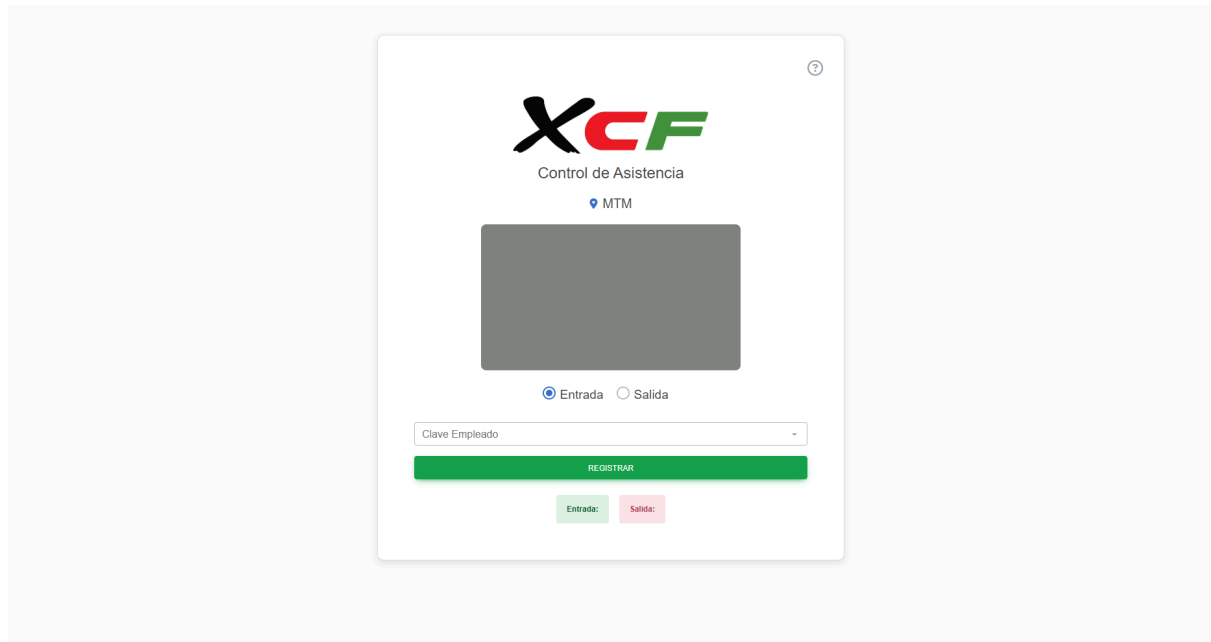 ?
XCF
Control de Asistencia
MTM
Entrada Salida
Clave Empleado
REGISTRAR
Entrada: Salida: